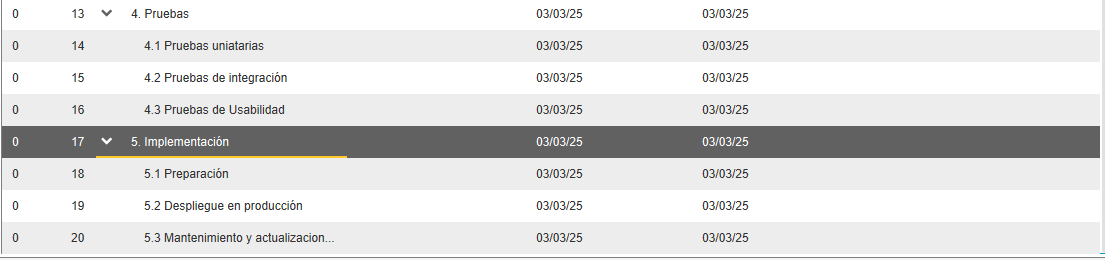 0 13 4. Pruebas 03/03/25 03/03/25
0 14 4.1 Pruebas uniatarias 03/03/25 03/03/25
0 15 4.2 Pruebas de integración 03/03/25 03/03/25
0 16 4.3 Pruebas de Usabilidad 03/03/25 03/03/25
0 17 5. Implementación 03/03/25 03/03/25
0 18 5.1 Preparación 03/03/25 03/03/25
0 19 5.2 Despliegue en producción 03/03/25 03/03/25
0 20 5.3 Mantenimiento y actualizacion... 03/03/25 03/03/25